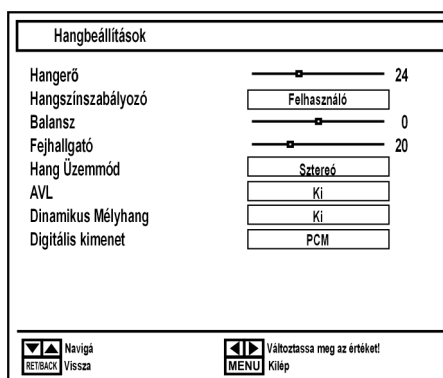 Hangbeállítások
Hangerő 24
Hangszínszabályozó Felhasználó
Balansz 0
Fejhallgató 20
Hang Üzemmód Sztereó
AVL Ki
Dinamikus Mélyhang Ki
Digitális kimenet PCM
Navigá Változtassa meg az értéket!
RET/BACK Vissza MENU Kilép